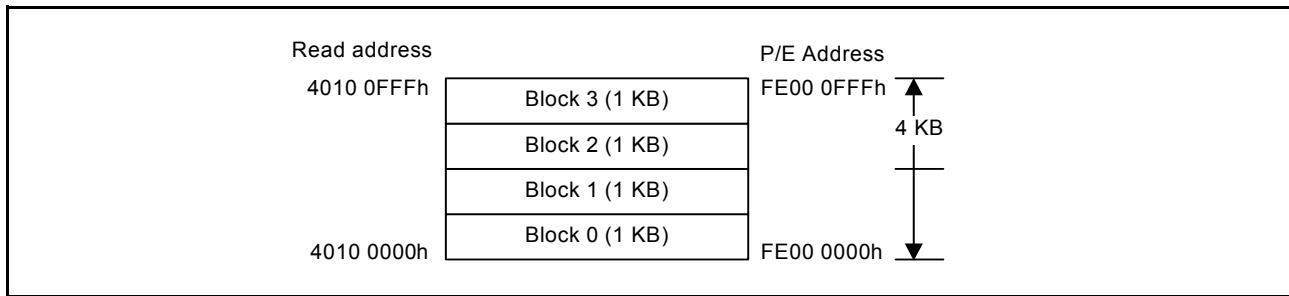 Read address
P/E Address
4010 0FFFh
Block 3 (1 KB)
FE00 0FFFh
4 KB
Block 2 (1 KB)
Block 1 (1 KB)
Block 0 (1 KB)
4010 0000h
FE00 0000h